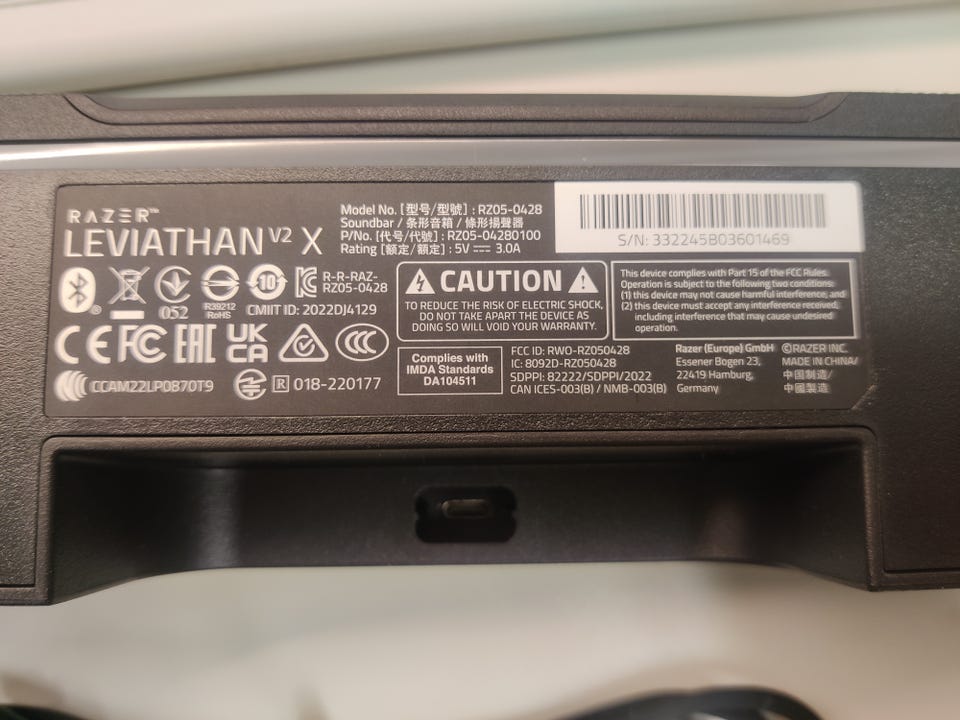 RAZER™
LEVIATHAN V2 X
Model No. [型号/型號] : RZ05-0428
Soundbar / 条形音箱 / 條形揚聲器
P/No. [代号/代號] : RZ05-04280100
Rating [额定/額定] : 5V ⎓ 3.0A
S/N: 332245B03601469
052
R39212
RoHS
10
R-R-RAZ-
RZ05-0428
CMIIT ID: 2022DJ4129
CAUTION
TO REDUCE THE RISK OF ELECTRIC SHOCK,
DO NOT TAKE APART THE DEVICE AS
DOING SO WILL VOID YOUR WARRANTY.
This device complies with Part 15 of the FCC Rules.
Operation is subject to the following two conditions:
(1) this device may not cause harmful interference, and
(2) this device must accept any interference received,
including interference that may cause undesired
operation.
CE FC EAC UK
CA
CCC
CCAM22LP0870T9
R 018-220177
Complies with
IMDA Standards
DA104511
FCC ID: RWO-RZ050428
IC: 8092D-RZ050428
SDPPI: 82222/SDPPI/2022
CAN ICES-003(B) / NMB-003(B)
Razer (Europe) GmbH
Essener Bogen 23,
22419 Hamburg,
Germany
©RAZER INC.
MADE IN CHINA/
中国制造/
中國製造